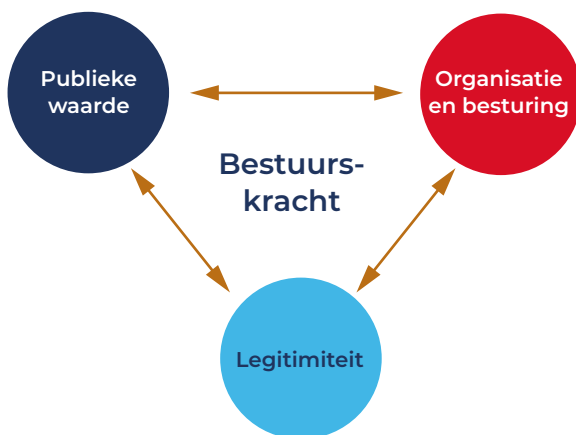 Publieke
waarde
Organisatie
en besturing
Bestuurs-
kracht
Legitimiteit